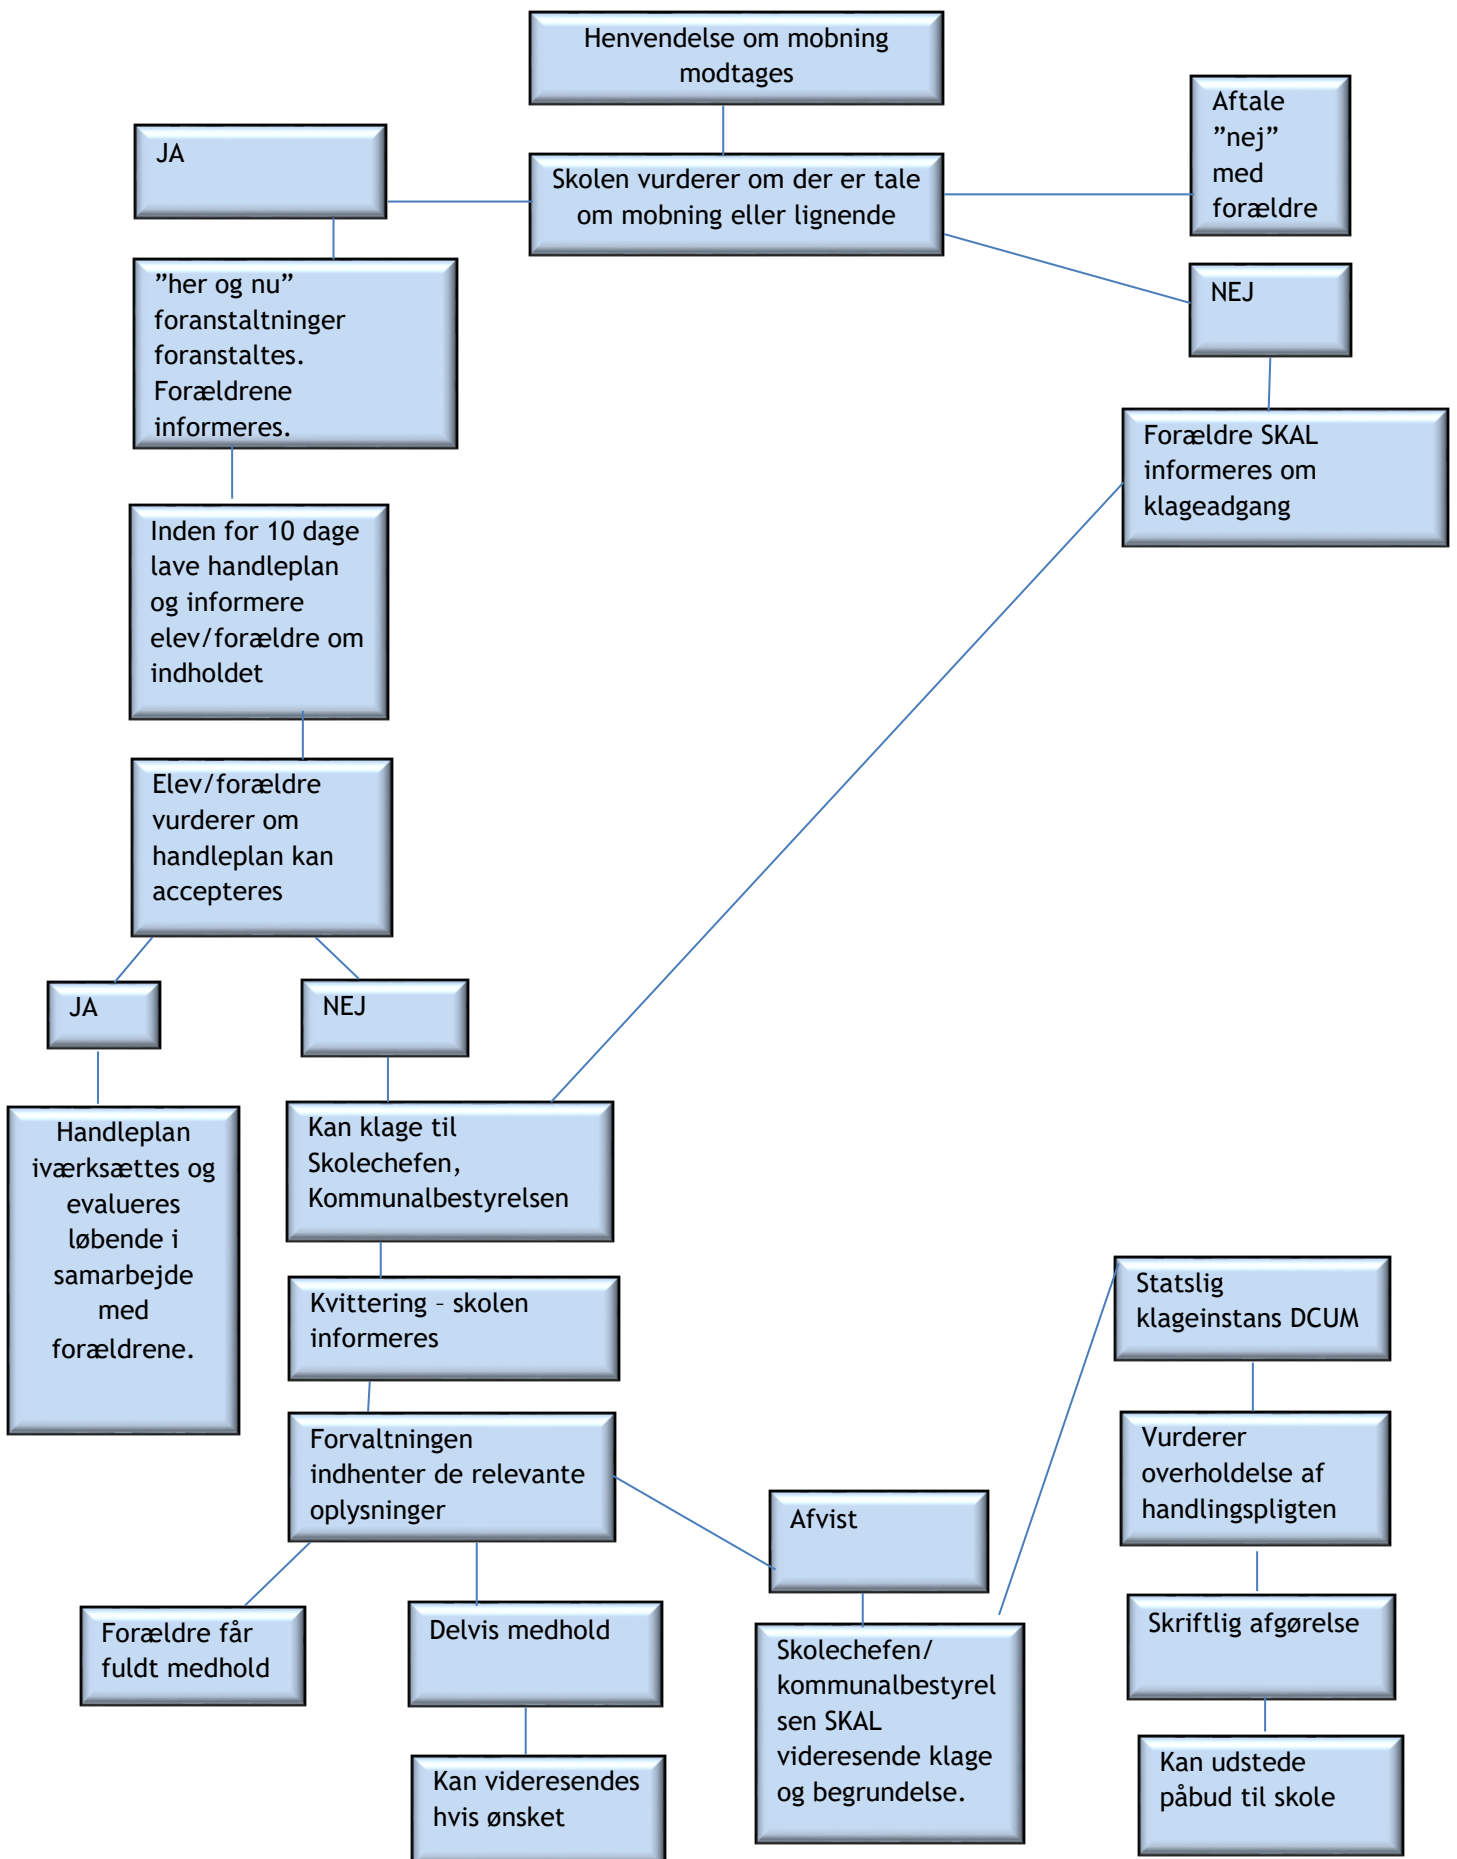 Henvendelse om mobning
modtages
Aftale
”nej”
med
forældre
JA
Skolen vurderer om der er tale
om mobning eller lignende
”her og nu”
foranstaltninger
foranstaltes.
Forældrene
informeres.
NEJ
Forældre SKAL
informeres om
klageadgang
Inden for 10 dage
lave handleplan
og informere
elev/forældre om
indholdet
Elev/forældre
vurderer om
handleplan kan
accepteres
JA
NEJ
Handleplan
iværksættes og
evalueres
løbende i
samarbejde
med
forældrene.
Kan klage til
Skolechefen,
Kommunalbestyrelsen
Kvittering – skolen
informeres
Forvaltningen
indhenter de relevante
oplysninger
Forældre får
fuldt medhold
Delvis medhold
Kan videresendes
hvis ønsket
Afvist
Skolechefen/
kommunalbestyrel
sen SKAL
videresende klage
og begrundelse.
Statslig
klageinstans DCUM
Vurderer
overholdelse af
handlingspligten
Skriftlig afgørelse
Kan udstede
påbud til skole